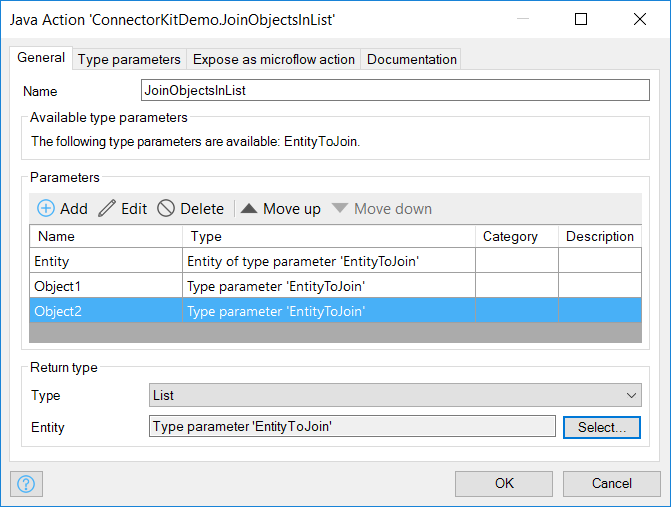 Java Action 'ConnectorKitDemo.JoinObjectsInList'
General Type parameters Expose as microflow action Documentation
Name JoinObjectsInList
Available type parameters
The following type parameters are available: EntityToJoin.
Parameters
Add Edit Delete Move up Move down
Name Type Category Description
Entity Entity of type parameter 'EntityToJoin'
Object1 Type parameter 'EntityToJoin'
Object2 Type parameter 'EntityToJoin'
Return type
Type List
Entity Type parameter 'EntityToJoin' Select...
? OK Cancel